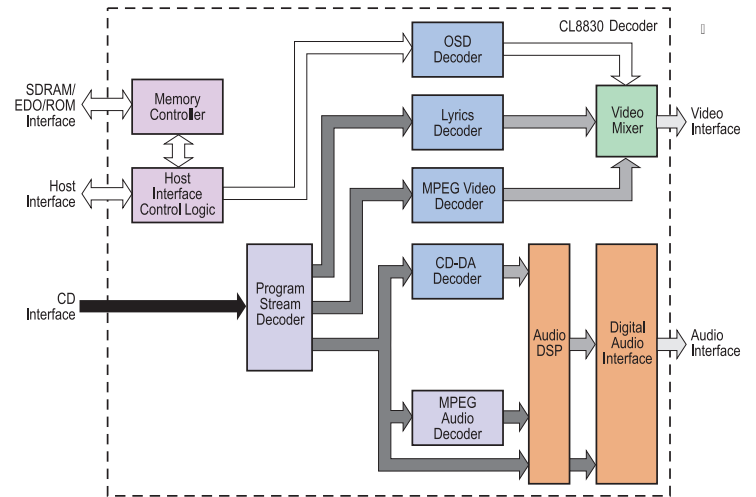 CL8830 Decoder
OSD
Decoder
SDRAM/
EDO/ROM
Interface
Memory
Controller
Lyrics
Decoder
Video
Mixer
Video
Interface
Host
Interface
Host
Interface
Control Logic
MPEG Video
Decoder
CD-DA
Decoder
CD
Interface
Program
Stream
Decoder
Audio
DSP
Digital
Audio
Interface
Audio
Interface
MPEG
Audio
Decoder